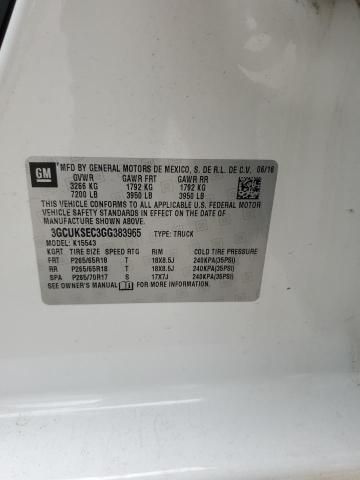 GM
MFD BY GENERAL MOTORS DE MEXICO, S. DE R.L. DE C.V. 06/16
GVWR GAWR FRT GAWR RR
3266 KG 1792 KG 1792 KG
7200 LB 3950 LB 3950 LB
THIS VEHICLE CONFORMS TO
ALL APPLICABLE U.S. FEDERAL MOTOR
VEHICLE SAFETY STANDARDS
IN EFFECT ON THE DATE OF
MANUFACTURE SHOWN ABOVE.
3GCUKSEC3GG383965 TYPE: TRUCK
MODEL: K15543
KGRT TIRE SIZE SPEED RTG RIM COLD TIRE PRESSURE
FRT P265/65R18 T 18X8.5J 240KPA(35PSI)
RR P265/65R18 T 18X8.5J 240KPA(35PSI)
SPA P265/70R17 S 17X7J 240KPA(35PSI)
SEE OWNER'S MANUAL FOR MORE INFORMATION.